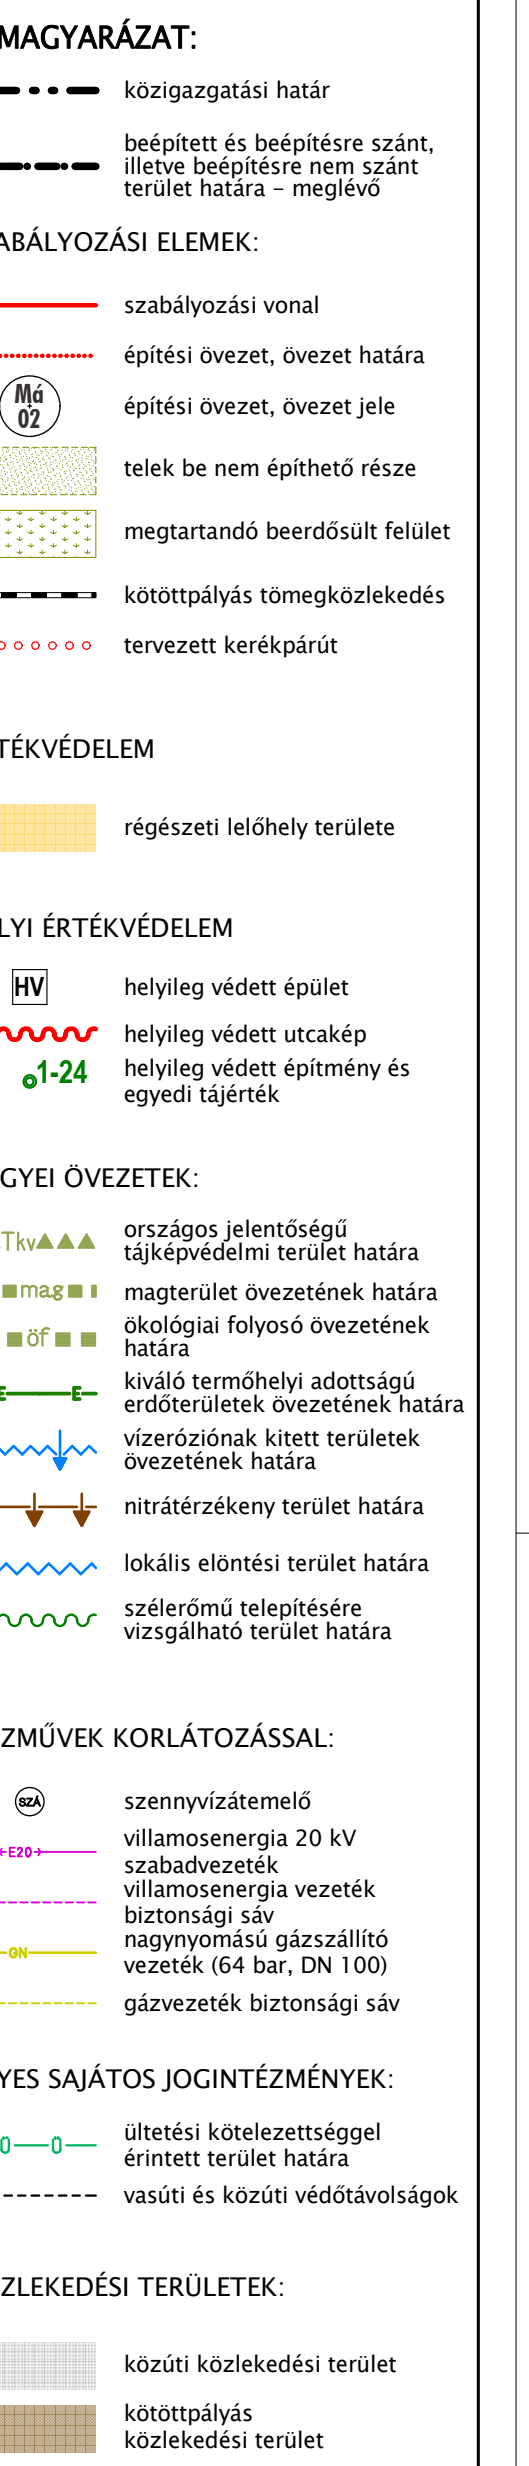 MAGYARÁZAT:
közigazgatási határ
beépített és beépítésre szánt,
illetve beépítésre nem szánt
terület határa - meglévő
ABÁLYOZÁSI ELEMEK:
szabályozási vonal
építési övezet, övezet határa
Má
02
építési övezet, övezet jele
telek be nem építhető része
megtartandó beerdősült felület
kötöttpályás tömegközlekedés
tervezett kerékpárút
TÉKVÉDELEM
régészeti lelőhely területe
LYI ÉRTÉKVÉDELEM
HV helyileg védett épület
helyileg védett utcakép
1-24 helyileg védett építmény és
egyedi tájérték
GYEI ÖVEZETEK:
Tkv országos jelentőségű
tájképvédelmi terület határa
mag magterület övezetének határa
öf ökológiai folyosó övezetének
határa
E E kiváló termőhelyi adottságú
erdőterületek övezetének határa
vízeróziónak kitett területek
övezetének határa
nitrátérzékeny terület határa
lokális elöntési terület határa
szélerőmű telepítésére
vizsgálható terület határa
ZMŰVEK KORLÁTOZÁSSAL:
SZÁ szennyvízátemelő
E20 villamosenergia 20 kV
szabadvezeték
villamosenergia vezeték
biztonsági sáv
GN nagynyomású gázszállító
vezeték (64 bar, DN 100)
gázvezeték biztonsági sáv
YES SAJÁTOS JOGINTÉZMÉNYEK:
Ü Ü ültetési kötelezettséggel
érintett terület határa
vasúti és közúti védőtávolságok
ZLEKEDÉSI TERÜLETEK:
közúti közlekedési terület
kötöttpályás
közlekedési terület